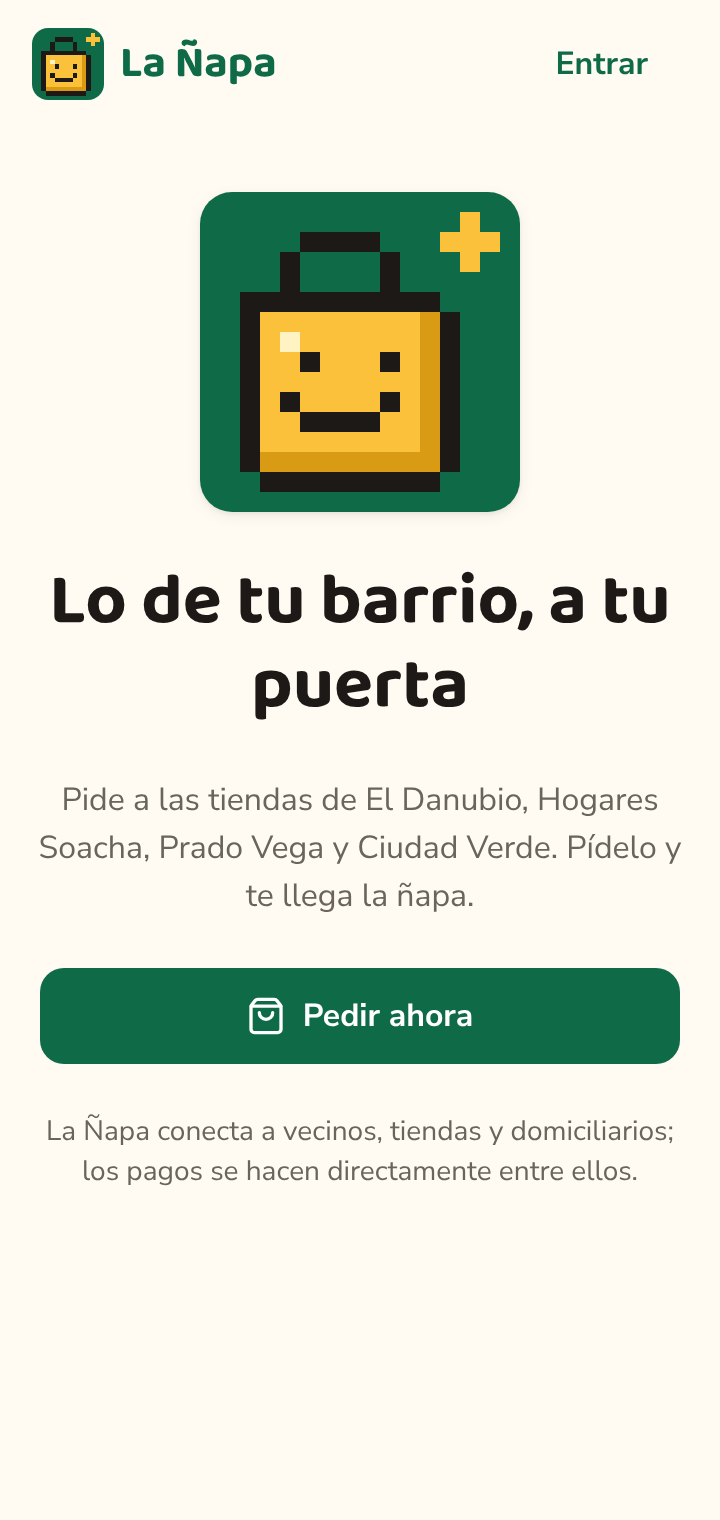 La Ñapa
Entrar
Lo de tu barrio, a tu
puerta
Pide a las tiendas de El Danubio, Hogares
Soacha, Prado Vega y Ciudad Verde. Pídelo y
te llega la ñapa.
Pedir ahora
La Ñapa conecta a vecinos, tiendas y domiciliarios;
los pagos se hacen directamente entre ellos.